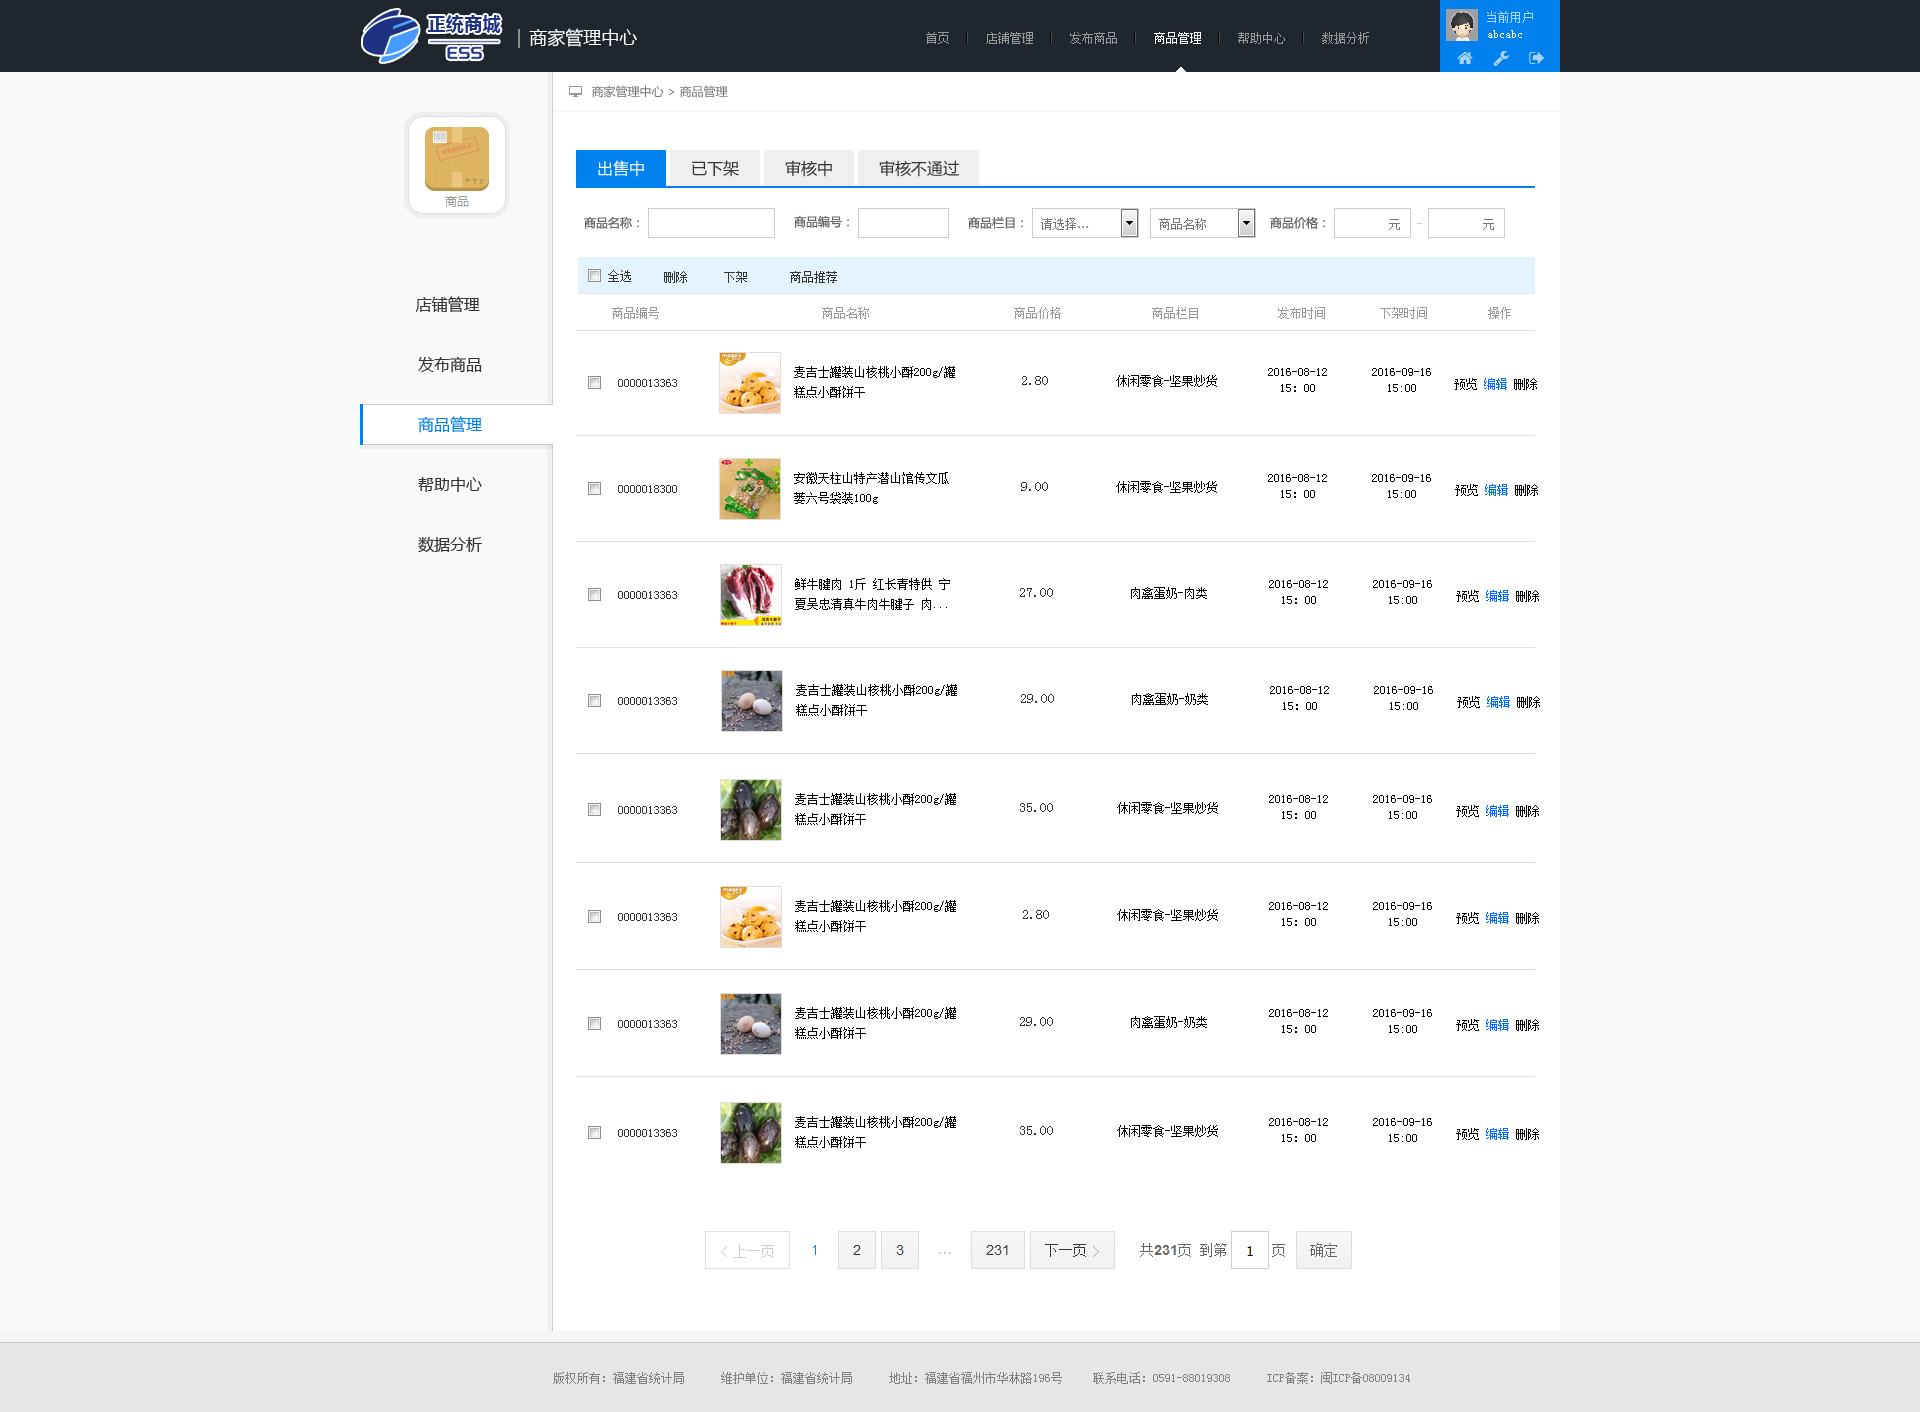 正统商城
ESS
商家管理中心
首页
店铺管理
发布商品
商品管理
帮助中心
数据分析
当前用户
abcabc
商家管理中心 > 商品管理
FRAGILE
商品
店铺管理
发布商品
商品管理
帮助中心
数据分析
出售中
已下架
审核中
审核不通过
商品名称：
商品编号：
商品栏目：
请选择...
商品名称
商品价格：
元 - 元
全选 删除 下架 商品推荐
商品编号 商品名称 商品价格 商品栏目 发布时间 下架时间 操作
0000013363 麦吉士罐装山核桃小酥200g/罐 2.80 休闲零食-坚果炒货 2016-08-12 2016-09-16 预览 编辑 删除
糕点小酥饼干 15: 00 15:00
0000018300 安徽天柱山特产潜山馆传文瓜 9.00 休闲零食-坚果炒货 2016-08-12 2016-09-16 预览 编辑 删除
蒌六号袋装100g 15: 00 15:00
0000013363 鲜牛腱肉 1斤 红长青特供 宁 27.00 肉禽蛋奶-肉类 2016-08-12 2016-09-16 预览 编辑 删除
夏吴忠清真牛肉牛腱子 肉... 15: 00 15:00
0000013363 麦吉士罐装山核桃小酥200g/罐 29.00 肉禽蛋奶-奶类 2016-08-12 2016-09-16 预览 编辑 删除
糕点小酥饼干 15: 00 15:00
0000013363 麦吉士罐装山核桃小酥200g/罐 35.00 休闲零食-坚果炒货 2016-08-12 2016-09-16 预览 编辑 删除
糕点小酥饼干 15: 00 15:00
0000013363 麦吉士罐装山核桃小酥200g/罐 2.80 休闲零食-坚果炒货 2016-08-12 2016-09-16 预览 编辑 删除
糕点小酥饼干 15: 00 15:00
0000013363 麦吉士罐装山核桃小酥200g/罐 29.00 肉禽蛋奶-奶类 2016-08-12 2016-09-16 预览 编辑 删除
糕点小酥饼干 15: 00 15:00
0000013363 麦吉士罐装山核桃小酥200g/罐 35.00 休闲零食-坚果炒货 2016-08-12 2016-09-16 预览 编辑 删除
糕点小酥饼干 15: 00 15:00
< 上一页 1 2 3 ... 231 下一页 > 共231页 到第 1 页 确定
版权所有：福建省统计局 维护单位：福建省统计局 地址：福建省福州市华林路196号 联系电话：0591-88019308 ICP备案：闽ICP备08009134